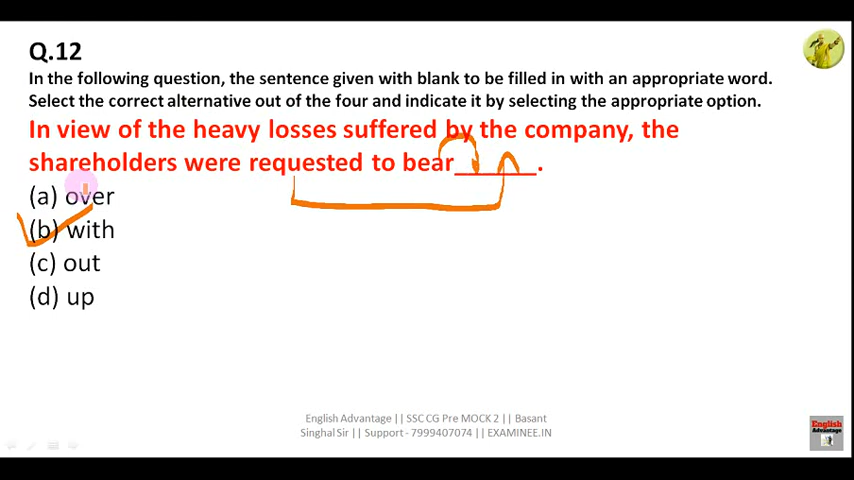 Q.12
In the following question, the sentence given with blank to be filled in with an appropriate word.
Select the correct alternative out of the four and indicate it by selecting the appropriate option.
In view of the heavy losses suffered by the company, the
shareholders were requested to bear______.
(a) over
(b) with
(c) out
(d) up
English Advantage || SSC CG Pre MOCK 2 || Basant
Singhal Sir || Support - 7999407074 || EXAMINEE.IN
English
Advantage